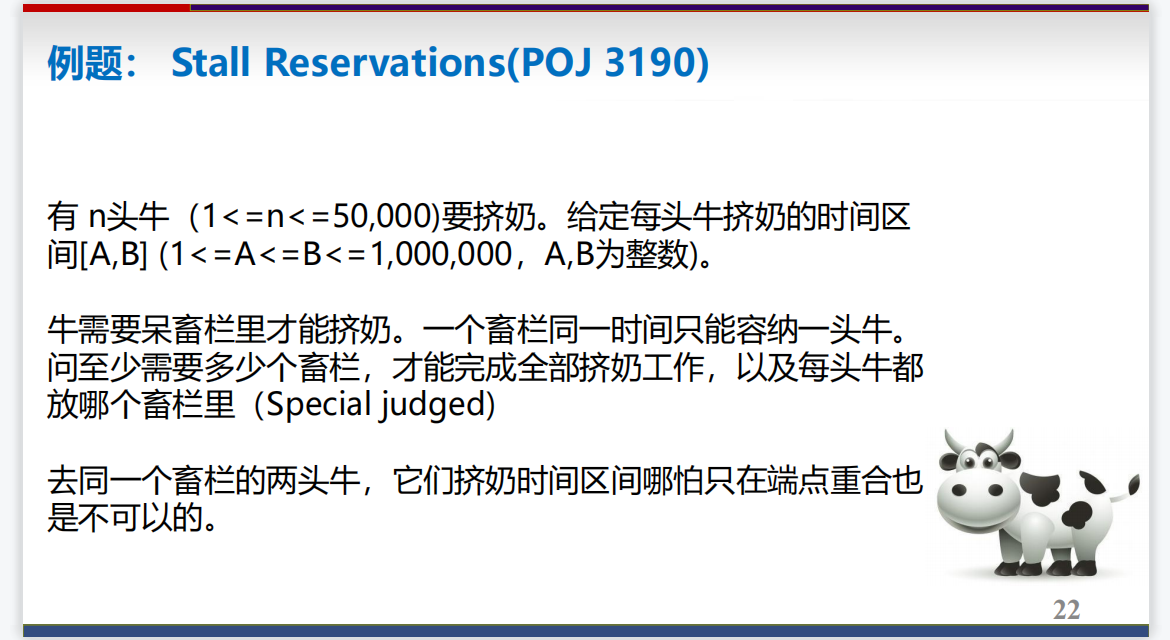 例题： Stall Reservations(POJ 3190)
有 n头牛（1<=n<=50,000)要挤奶。给定每头牛挤奶的时间区
间[A,B] (1<=A<=B<=1,000,000，A,B为整数)。
牛需要呆畜栏里才能挤奶。一个畜栏同一时间只能容纳一头牛。
问至少需要多少个畜栏，才能完成全部挤奶工作，以及每头牛都
放哪个畜栏里（Special judged)
去同一个畜栏的两头牛，它们挤奶时间区间哪怕只在端点重合也
是不可以的。
22